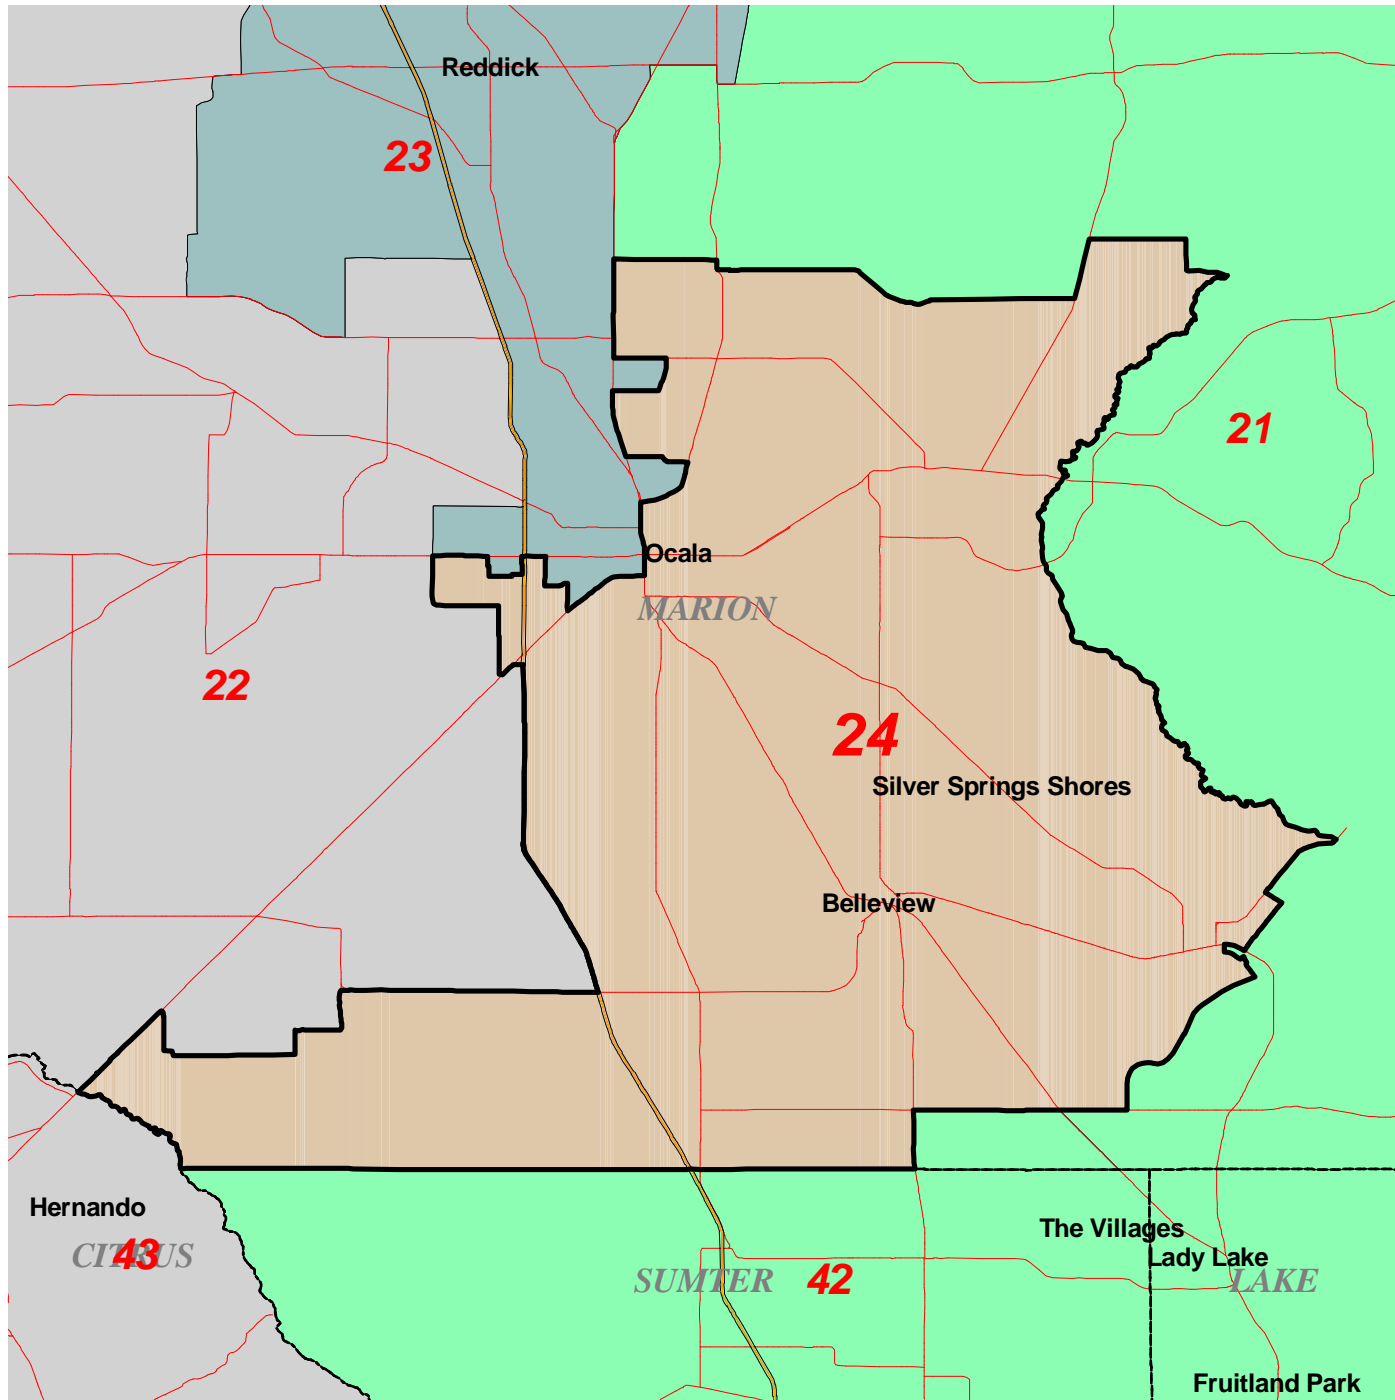 Reddick
23
21
Ocala
MARION
22
24
Silver Springs Shores
Belleview
Hernando
CITRUS
43
The Villages
Lady Lake
SUMTER
42
LAKE
Fruitland Park